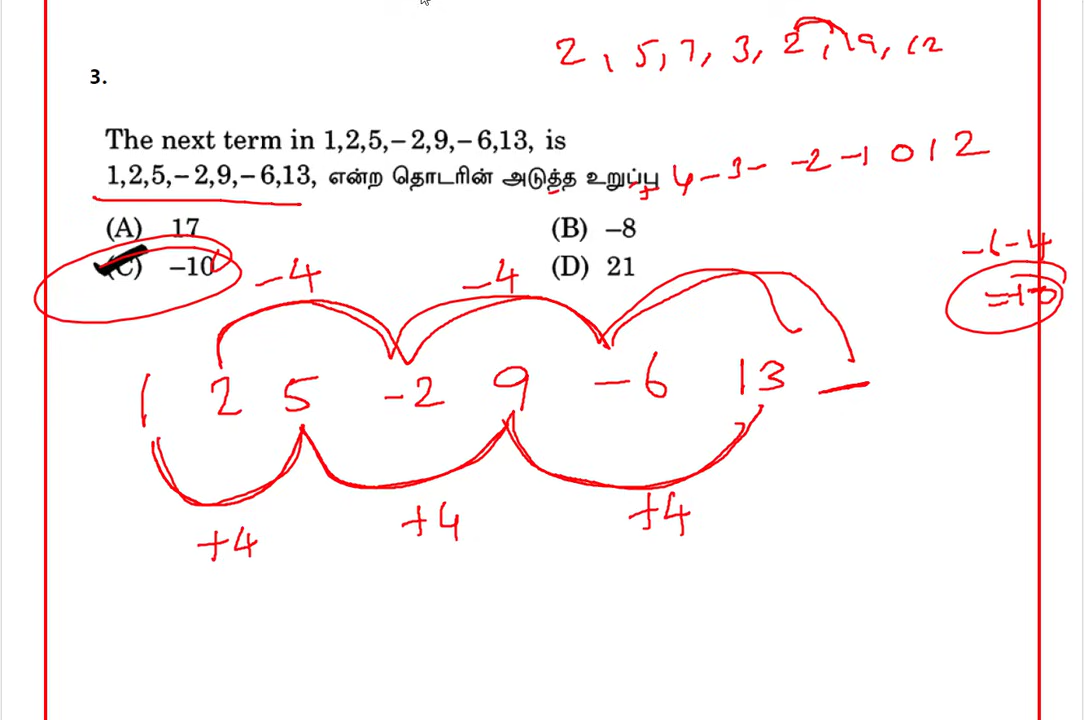 2, 5, 7, 3, 2, 19, 12
3.
The next term in 1,2,5,–2,9,–6,13, is
1,2,5,–2,9,–6,13, என்ற தொடரின் அடுத்த உறுப்பு
4 -3- -2 -1 0 1 2
(A) 17 (B) –8
(C) –10 (D) 21
-6-4
-4 -4
1 2 5 -2 9 -6 13 —
+4 +4 +4